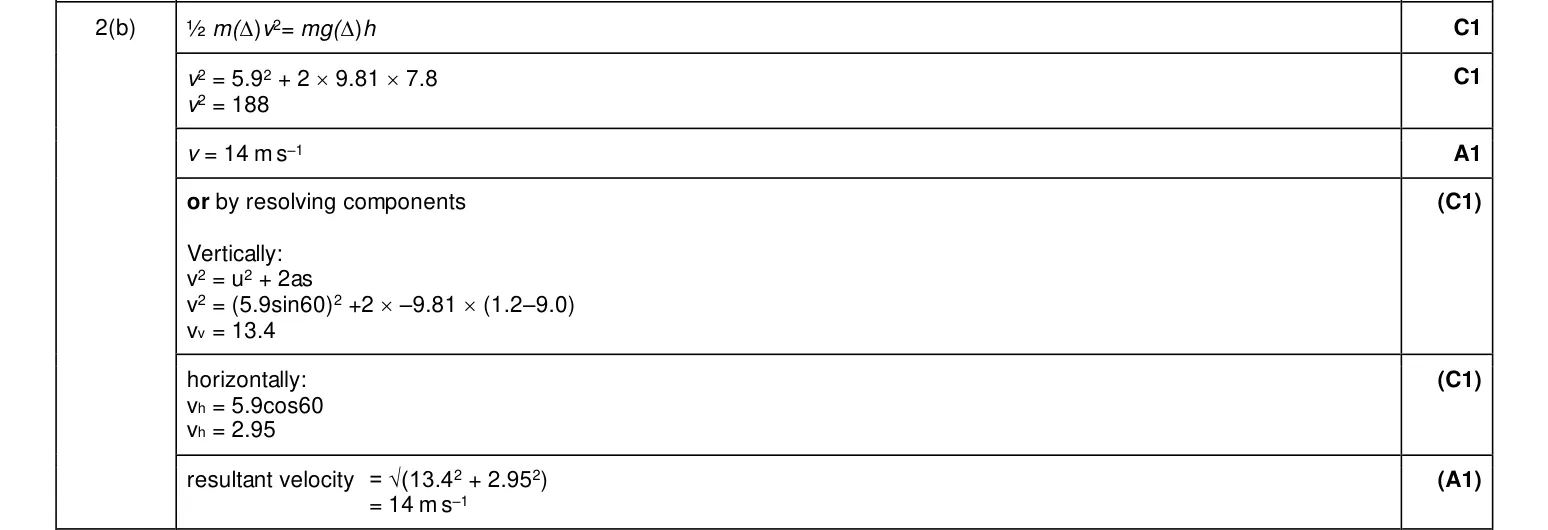 2(b) ½ m(∆)v²= mg(∆)h C1
v² = 5.9² + 2 × 9.81 × 7.8 C1
v² = 188
v = 14 m s⁻¹ A1
or by resolving components (C1)
Vertically:
v² = u² + 2as
v² = (5.9sin60)² +2 × –9.81 × (1.2–9.0)
vᵥ = 13.4
horizontally: (C1)
vₕ = 5.9cos60
vₕ = 2.95
resultant velocity = √(13.4² + 2.95²) (A1)
= 14 m s⁻¹